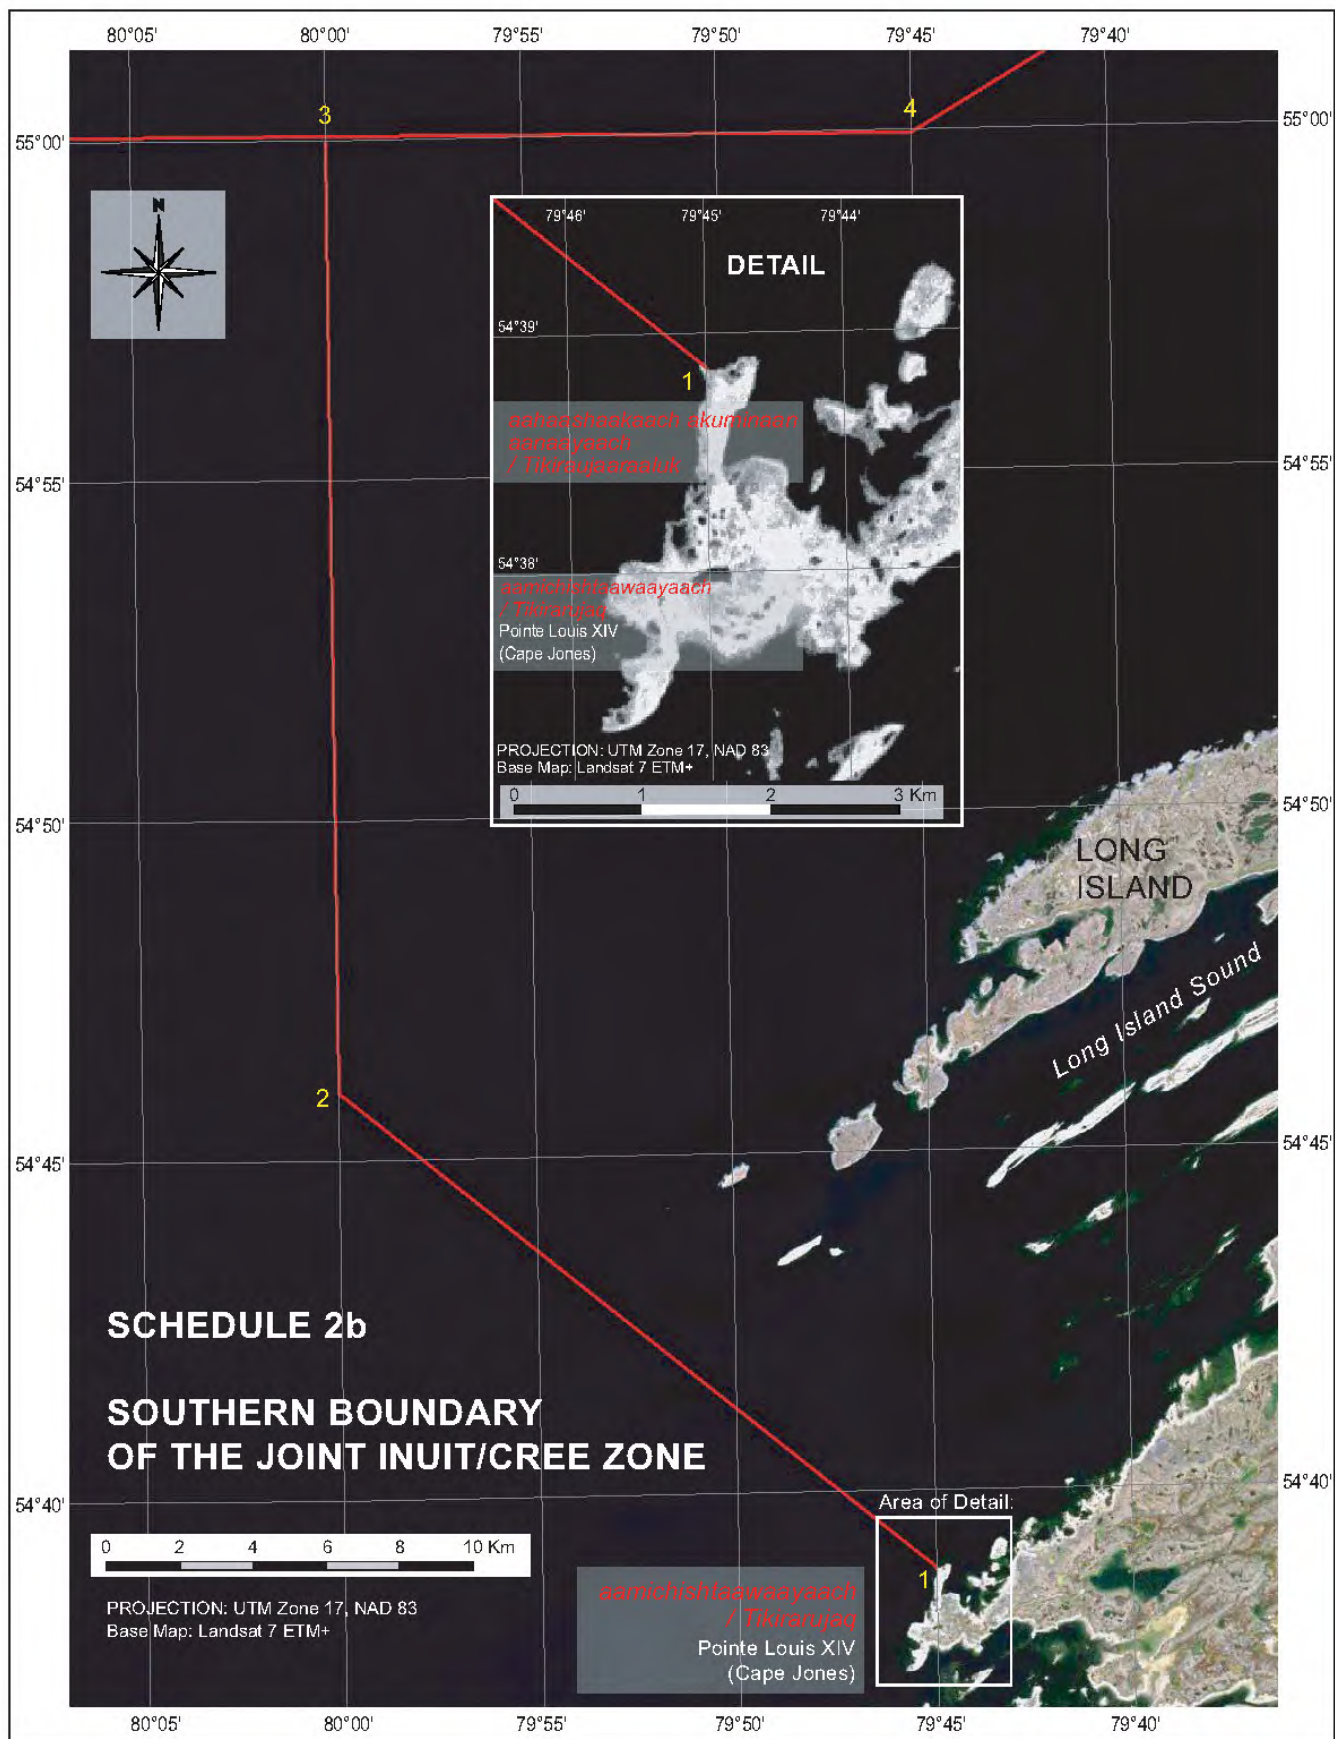 80°05' 80°00' 79°55' 79°50' 79°45' 79°40'
3
4
55°00'
55°00'
N
79°46' 79°45' 79°44'
DETAIL
54°39'
1
aahaashaakaach akuminaan
aanaayaach
/ Tikiraujaaraaluk
54°55'
54°55'
54°38'
aamichishtaawaayaach
/ Tikirarujaq
Pointe Louis XIV
(Cape Jones)
PROJECTION: UTM Zone 17, NAD 83
Base Map: Landsat 7 ETM+
0 1 2 3 Km
54°50'
54°50'
LONG
ISLAND
Long Island Sound
2
54°45'
54°45'
SCHEDULE 2b
SOUTHERN BOUNDARY
OF THE JOINT INUIT/CREE ZONE
54°40'
54°40'
Area of Detail:
0 2 4 6 8 10 Km
1
aamichishtaawaayaach
/ Tikirarujaq
Pointe Louis XIV
(Cape Jones)
PROJECTION: UTM Zone 17, NAD 83
Base Map: Landsat 7 ETM+
80°05' 80°00' 79°55' 79°50' 79°45' 79°40'